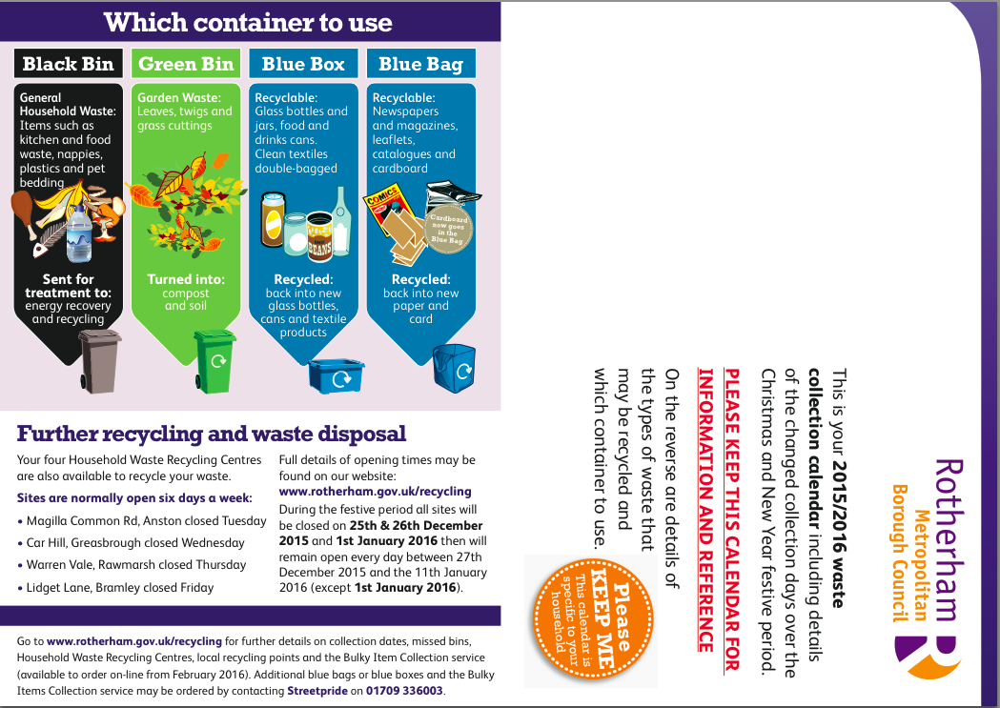 Which container to use
Black Bin
General
Household Waste:
Items such as
kitchen and food
waste, nappies,
plastics and pet
bedding
Sent for
treatment to:
energy recovery
and recycling
Green Bin
Garden Waste:
Leaves, twigs and
grass cuttings
Turned into:
compost
and soil
Blue Box
Recyclable:
Glass bottles and
jars, food and
drinks cans.
Clean textiles
double-bagged
BEANS
Recycled:
back into new
glass bottles,
cans and textile
products
Blue Bag
Recyclable:
Newspapers
and magazines,
leaflets,
catalogues and
cardboard
COMICS
Cardboard
now goes
in the
Blue Bag
Recycled:
back into new
paper and
card
Further recycling and waste disposal
Your four Household Waste Recycling Centres
are also available to recycle your waste.
Sites are normally open six days a week:
• Magilla Common Rd, Anston closed Tuesday
• Car Hill, Greasbrough closed Wednesday
• Warren Vale, Rawmarsh closed Thursday
• Lidget Lane, Bramley closed Friday
Full details of opening times may be
found on our website:
www.rotherham.gov.uk/recycling
During the festive period all sites will
be closed on 25th & 26th December
2015 and 1st January 2016 then will
remain open every day between 27th
December 2015 and the 11th January
2016 (except 1st January 2016).
Go to www.rotherham.gov.uk/recycling for further details on collection dates, missed bins,
Household Waste Recycling Centres, local recycling points and the Bulky Item Collection service
(available to order on-line from February 2016). Additional blue bags or blue boxes and the Bulky
Items Collection service may be ordered by contacting Streetpride on 01709 336003.
Rotherham
Metropolitan
Borough Council
This is your 2015/2016 waste
collection calendar including details
of the changed collection days over the
Christmas and New Year festive period.
PLEASE KEEP THIS CALENDAR FOR
INFORMATION AND REFERENCE
On the reverse are details of
the types of waste that
may be recycled and
which container to use.
Please
KEEP ME
This calendar is
specific to your
household